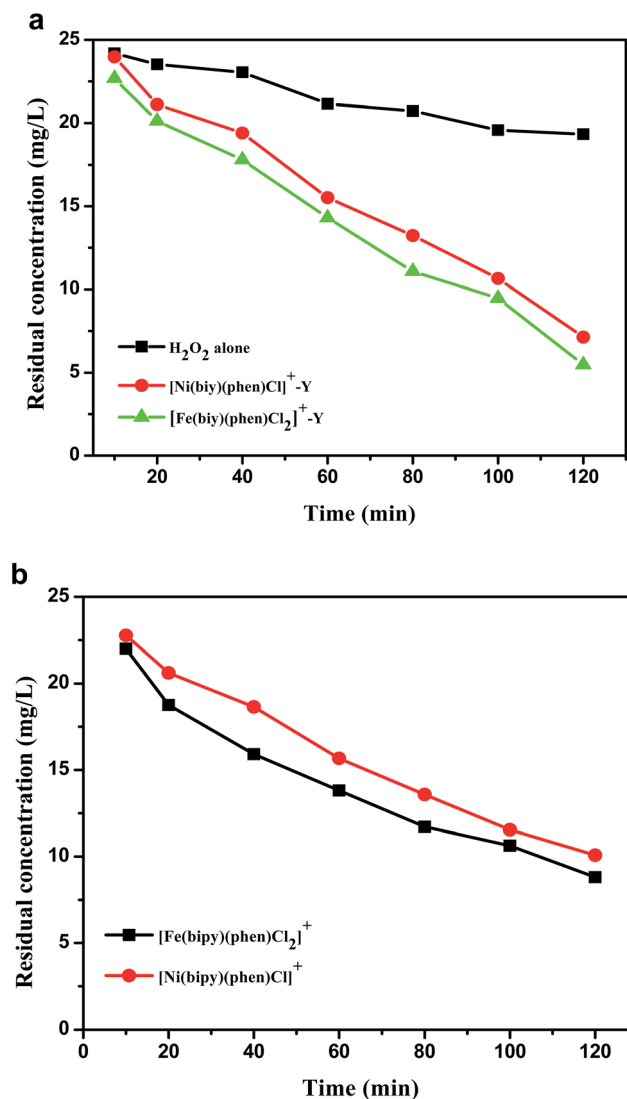 a
25
20
15
10
5
0
Residual concentration (mg/L)
H₂O₂ alone
[Ni(biy)(phen)Cl]⁺-Y
[Fe(biy)(phen)Cl₂]⁺-Y
20 40 60 80 100 120
Time (min)
b
25
20
15
10
5
0
Residual concentration (mg/L)
[Fe(bipy)(phen)Cl₂]⁺
[Ni(bipy)(phen)Cl]⁺
0 20 40 60 80 100 120
Time (min)